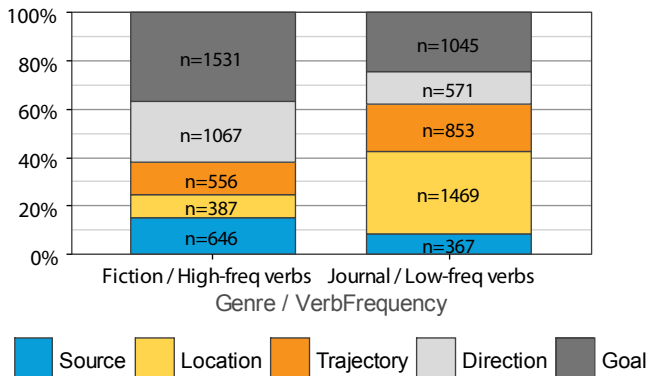 100%
n=1531
n=1045
80%
n=571
60%
n=1067
n=853
40%
n=556
n=1469
20%
n=387
n=646
n=367
0%
Fiction / High-freq verbs Journal / Low-freq verbs
Genre / VerbFrequency
Source Location Trajectory Direction Goal